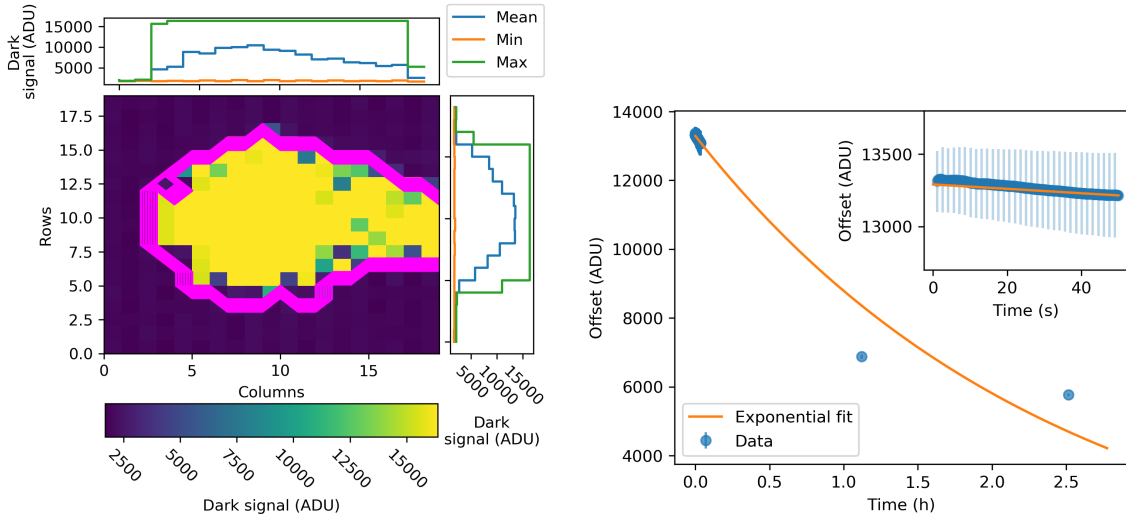 15000
10000
5000
Dark
signal (ADU)
Mean
Min
Max
17.5
15.0
12.5
10.0
7.5
5.0
2.5
0.0
Rows
0
5
10
15
Columns
5000
10000
15000
Dark
signal (ADU)
2500
5000
7500
10000
12500
15000
Dark signal (ADU)
14000
12000
10000
8000
6000
4000
Offset (ADU)
0.0
0.5
1.0
1.5
2.0
2.5
Time (h)
Exponential fit
Data
13500
13000
Offset (ADU)
0
20
40
Time (s)